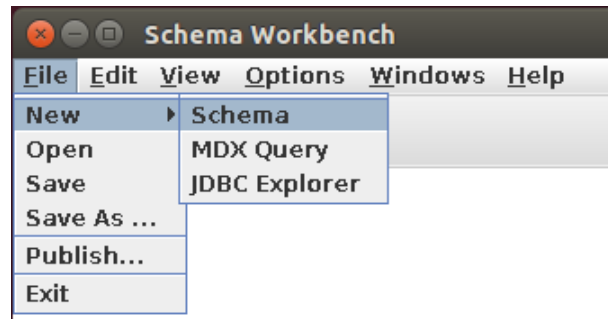 Schema Workbench
File Edit View Options Windows Help
New Schema
Open MDX Query
Save JDBC Explorer
Save As ...
Publish...
Exit